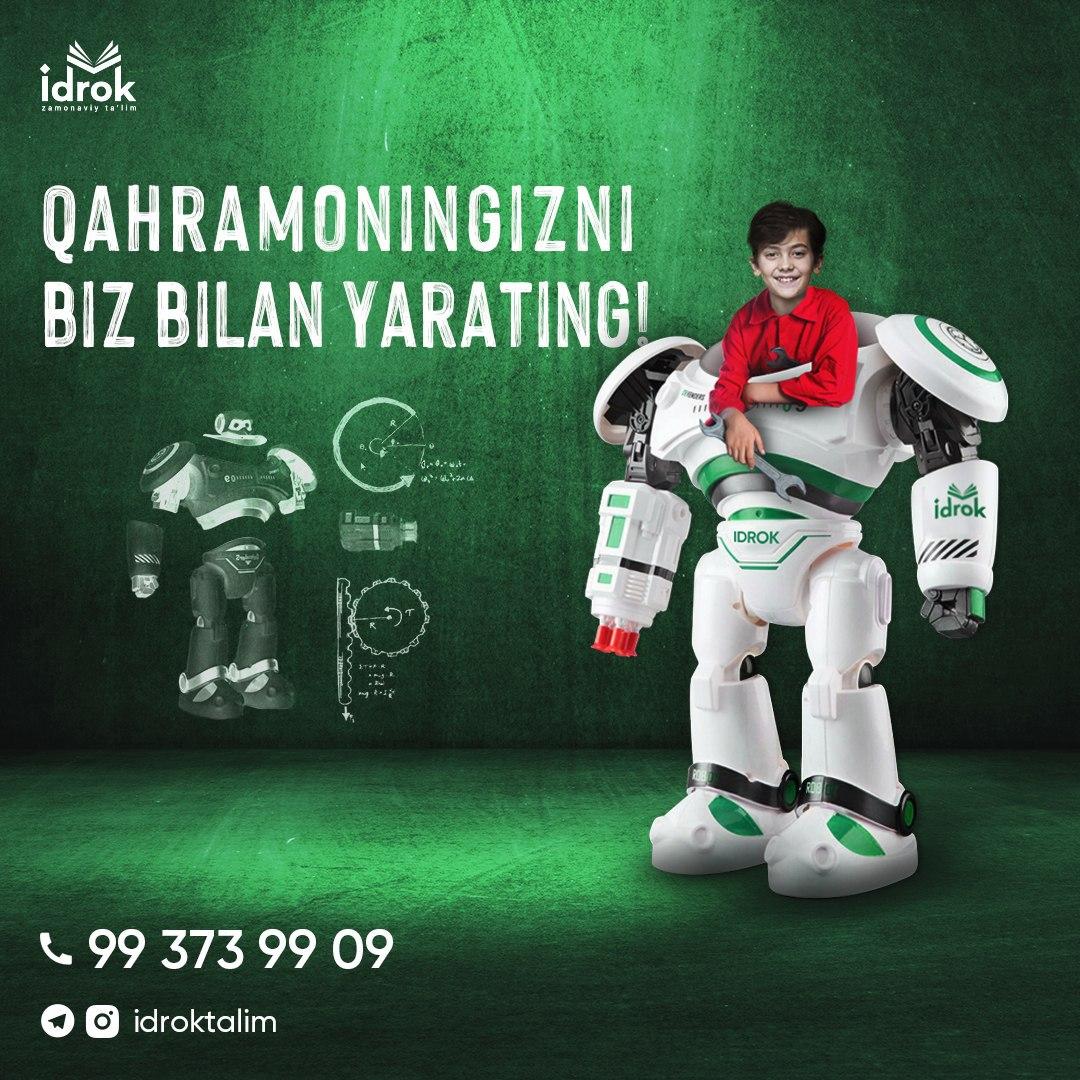 idrok
zamonaviy ta'lim
QAHRAMONINGIZNI
BIZ BILAN YARATING!
idrok
IDROK
99 373 99 09
idroktalim